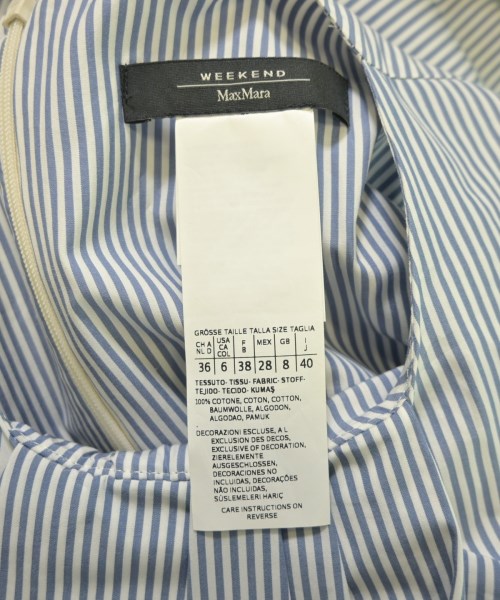 WEEKEND
MaxMara
GRÖSSE TAILLE TALLA SIZE TAGLIA
CH A NL D USA CA COL F B MEX GB I J
36 6 38 28 8 40
TESSUTO-TISSU-FABRIC-STOFF-
TEJIDO-TECIDO-KUMAŞ
100% COTONE, COTON, COTTON,
BAUMWOLLE, ALGODON,
ALGODAO, PAMUK
DECORAZIONI ESCLUSE, A L
EXCLUSION DES DECOS,
EXCLUSIVE OF DECORATION,
ZIERELEMENTE
AUSGESCHLOSSEN,
DECORACIONES NO
INCLUIDAS, DECORAÇÕES
NÃO INCLUIDAS,
SÜSLEMELERI HARIÇ
CARE INSTRUCTIONS ON
REVERSE